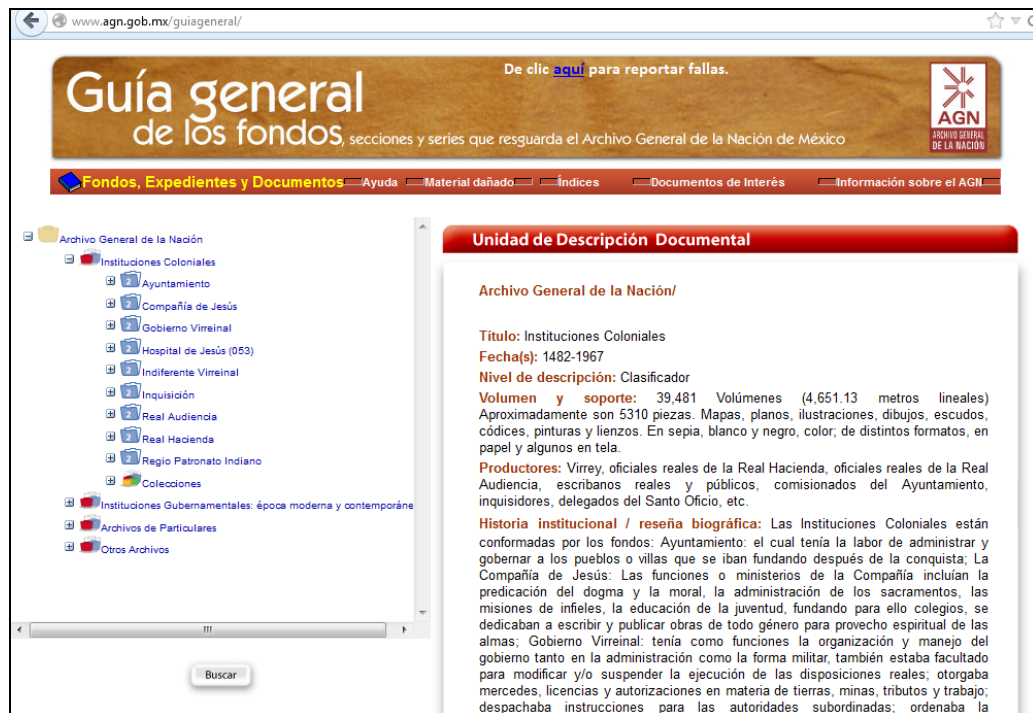 www.agn.gob.mx/guiageneral/
De clic aquí para reportar fallas.
Guía general
de los fondos, secciones y series que resguarda el Archivo General de la Nación de México
AGN
ARCHIVO GENERAL
DE LA NACIÓN
Fondos, Expedientes y Documentos Ayuda Material dañado Índices Documentos de Interés Información sobre el AGN
Archivo General de la Nación
Instituciones Coloniales
2 Ayuntamiento
2 Compañía de Jesús
2 Gobierno Virreinal
2 Hospital de Jesús (053)
2 Indiferente Virreinal
2 Inquisición
2 Real Audiencia
2 Real Hacienda
2 Regio Patronato Indiano
Colecciones
Instituciones Gubernamentales: época moderna y contemporáne
Archivos de Particulares
Otros Archivos
Buscar
Unidad de Descripción Documental
Archivo General de la Nación/
Título: Instituciones Coloniales
Fecha(s): 1482-1967
Nivel de descripción: Clasificador
Volumen y soporte: 39,481 Volúmenes (4,651.13 metros lineales)
Aproximadamente son 5310 piezas. Mapas, planos, ilustraciones, dibujos, escudos,
códices, pinturas y lienzos. En sepia, blanco y negro, color; de distintos formatos, en
papel y algunos en tela.
Productores: Virrey, oficiales reales de la Real Hacienda, oficiales reales de la Real
Audiencia, escribanos reales y públicos, comisionados del Ayuntamiento,
inquisidores, delegados del Santo Oficio, etc.
Historia institucional / reseña biográfica: Las Instituciones Coloniales están
conformadas por los fondos: Ayuntamiento: el cual tenía la labor de administrar y
gobernar a los pueblos o villas que se iban fundando después de la conquista; La
Compañía de Jesús: Las funciones o ministerios de la Compañía incluían la
predicación del dogma y la moral, la administración de los sacramentos, las
misiones de infieles, la educación de la juventud, fundando para ello colegios, se
dedicaban a escribir y publicar obras de todo género para provecho espiritual de las
almas; Gobierno Virreinal: tenía como funciones la organización y manejo del
gobierno tanto en la administración como la forma militar, también estaba facultado
para modificar y/o suspender la ejecución de las disposiciones reales; otorgaba
mercedes, licencias y autorizaciones en materia de tierras, minas, tributos y trabajo;
despachaba instrucciones para las autoridades subordinadas; ordenaba la